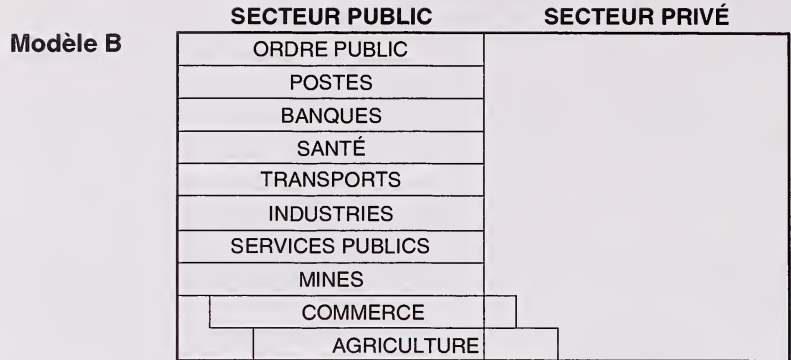 SECTEUR PUBLIC SECTEUR PRIVÉ
Modèle B
ORDRE PUBLIC
POSTES
BANQUES
SANTÉ
TRANSPORTS
INDUSTRIES
SERVICES PUBLICS
MINES
COMMERCE
AGRICULTURE